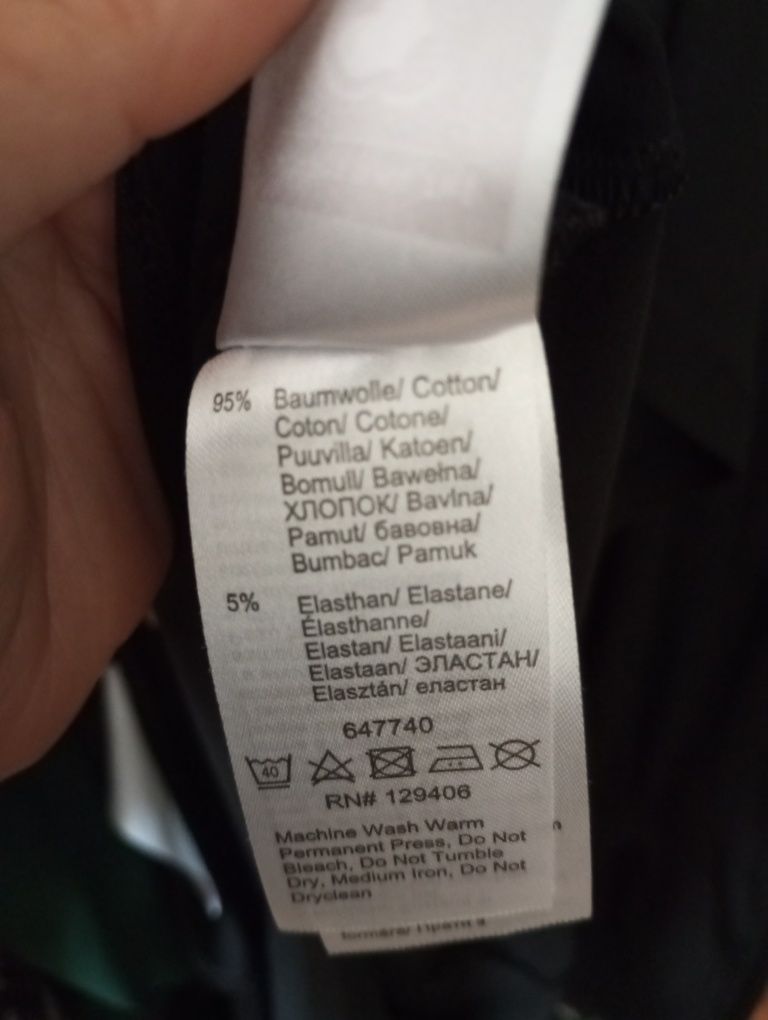 95% Baumwolle/ Cotton/
Coton/ Cotone/
Puuvilla/ Katoen/
Bomull/ Bawełna/
ХЛОПОК/ Bavlna/
Pamut/ бавовна/
Bumbac/ Pamuk
5% Elasthan/ Elastane/
Élasthanne/
Elastan/ Elastaani/
Elastaan/ ЭЛАСТАН/
Elasztán/ еластан
647740
40
RN# 129406
Machine Wash Warm
Permanent Press, Do Not
Bleach, Do Not Tumble
Dry, Medium Iron, Do Not
Dryclean